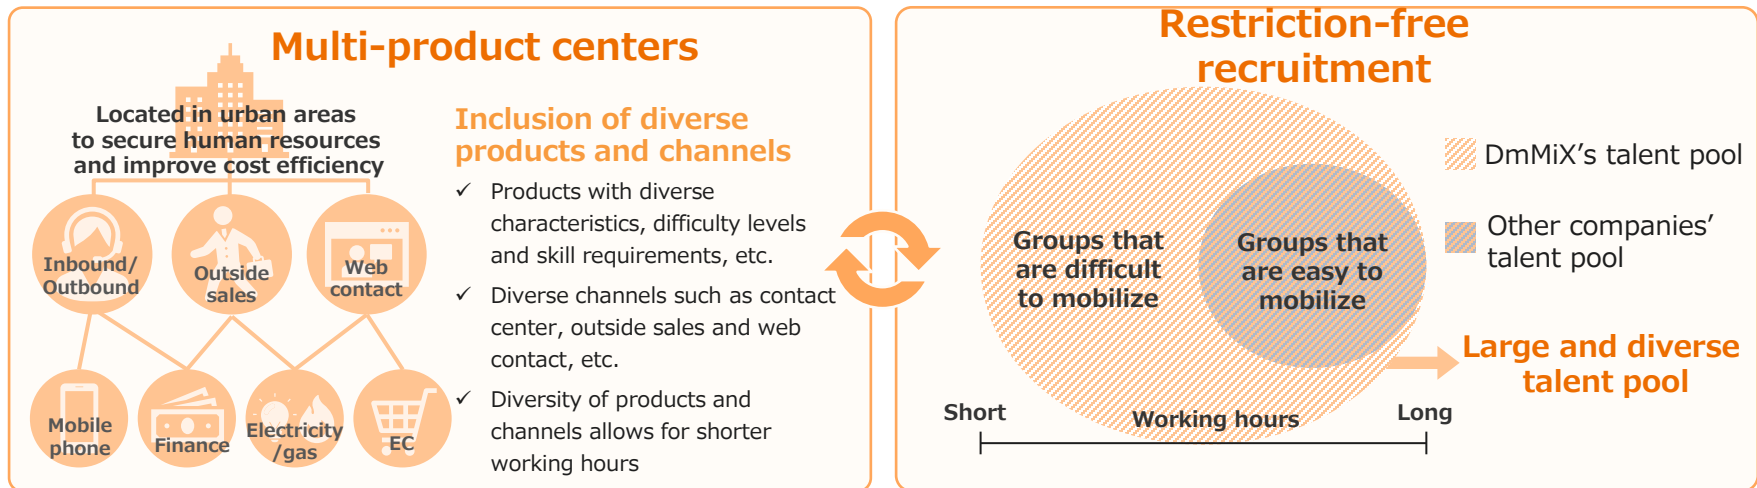 Multi-product centers
Located in urban areas
to secure human resources
and improve cost efficiency
Inbound/
Outbound
Outside
sales
Web
contact
Mobile
phone
Finance
Electricity
/gas
EC
Inclusion of diverse
products and channels
✓ Products with diverse
characteristics, difficulty levels
and skill requirements, etc.
✓ Diverse channels such as contact
center, outside sales and web
contact, etc.
✓ Diversity of products and
channels allows for shorter
working hours
Restriction-free
recruitment
Groups that
are difficult
to mobilize
Groups that
are easy to
mobilize
DmMiX’s talent pool
Other companies’
talent pool
Large and diverse
talent pool
Short
Working hours
Long